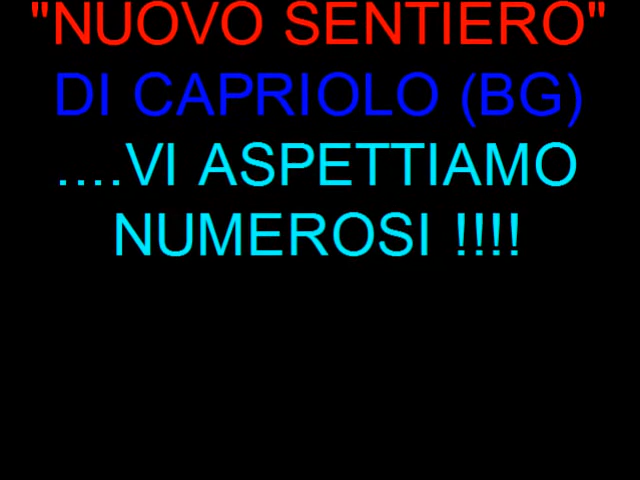 "NUOVO SENTIERO"
DI CAPRIOLO (BG)
....VI ASPETTIAMO
NUMEROSI !!!!